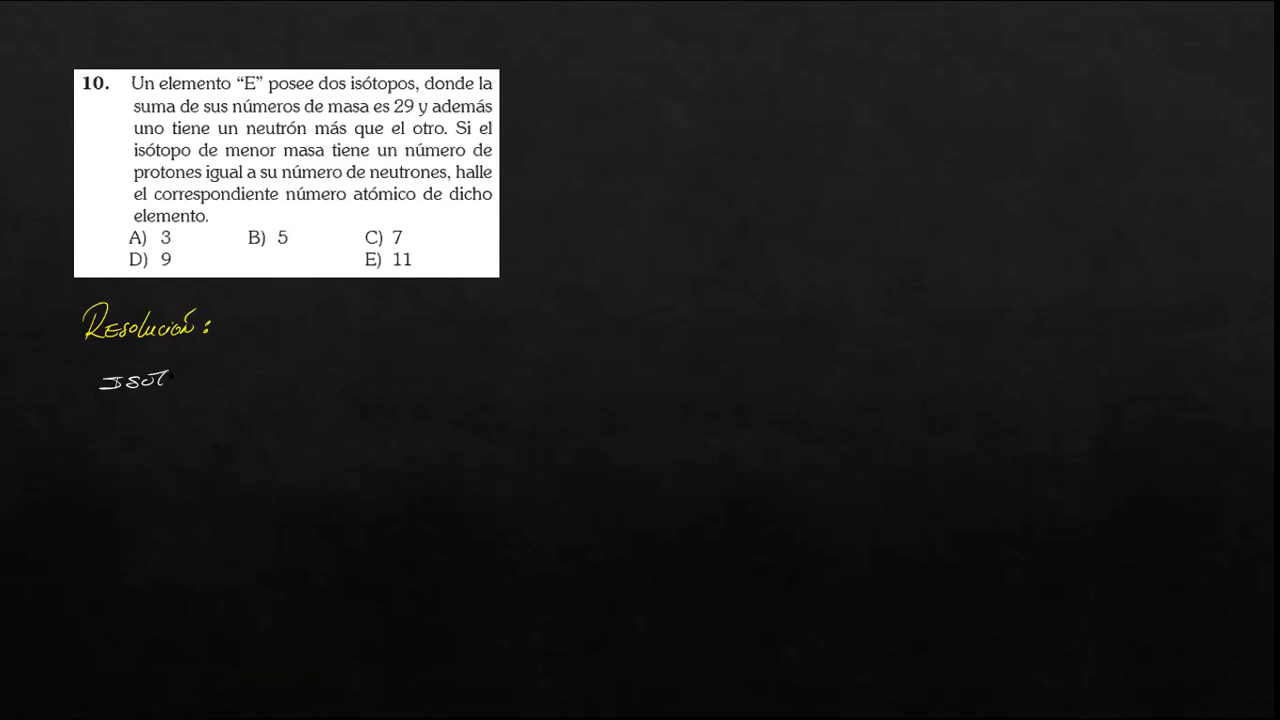 10. Un elemento “E” posee dos isótopos, donde la
suma de sus números de masa es 29 y además
uno tiene un neutrón más que el otro. Si el
isótopo de menor masa tiene un número de
protones igual a su número de neutrones, halle
el correspondiente número atómico de dicho
elemento.
A) 3 B) 5 C) 7
D) 9 E) 11
RESOLUCIÓN:
ISÓT